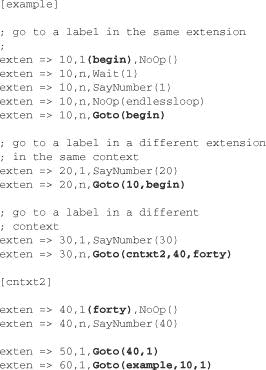 [example]
; go to a label in the same extension
;
exten => 10,1(begin),NoOp()
exten => 10,n,Wait(1)
exten => 10,n,SayNumber(1)
exten => 10,n,NoOp(endlessloop)
exten => 10,n,Goto(begin)
; go to a label in a different extension
; in the same context
exten => 20,1,SayNumber(20)
exten => 20,n,Goto(10,begin)
; go to a label in a different
; context
exten => 30,1,SayNumber(30)
exten => 30,n,Goto(cntxt2,40,forty)
[cntxt2]
exten => 40,1(forty),NoOp()
exten => 40,n,SayNumber(40)
exten => 50,1,Goto(40,1)
exten => 60,1,Goto(example,10,1)